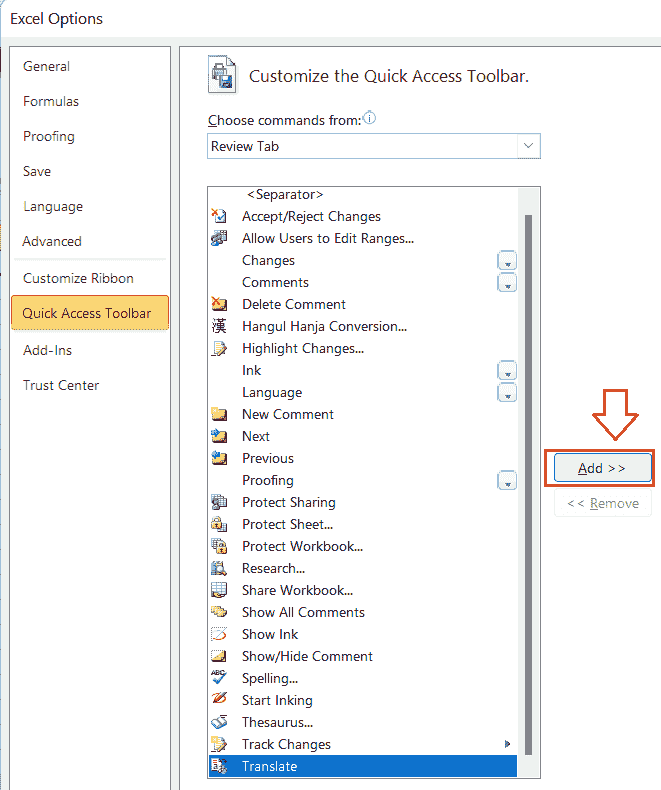 Excel Options
General
Formulas
Proofing
Save
Language
Advanced
Customize Ribbon
Quick Access Toolbar
Add-Ins
Trust Center
Customize the Quick Access Toolbar.
Choose commands from:
Review Tab
<Separator>
Accept/Reject Changes
Allow Users to Edit Ranges...
Changes
Comments
Delete Comment
漢 Hangul Hanja Conversion...
Highlight Changes...
Ink
Language
New Comment
Next
Previous
Proofing
Protect Sharing
Protect Sheet...
Protect Workbook...
Research...
Share Workbook...
Show All Comments
Show Ink
Show/Hide Comment
ABC Spelling...
Start Inking
Thesaurus...
Track Changes
Translate
Add >>
<< Remove